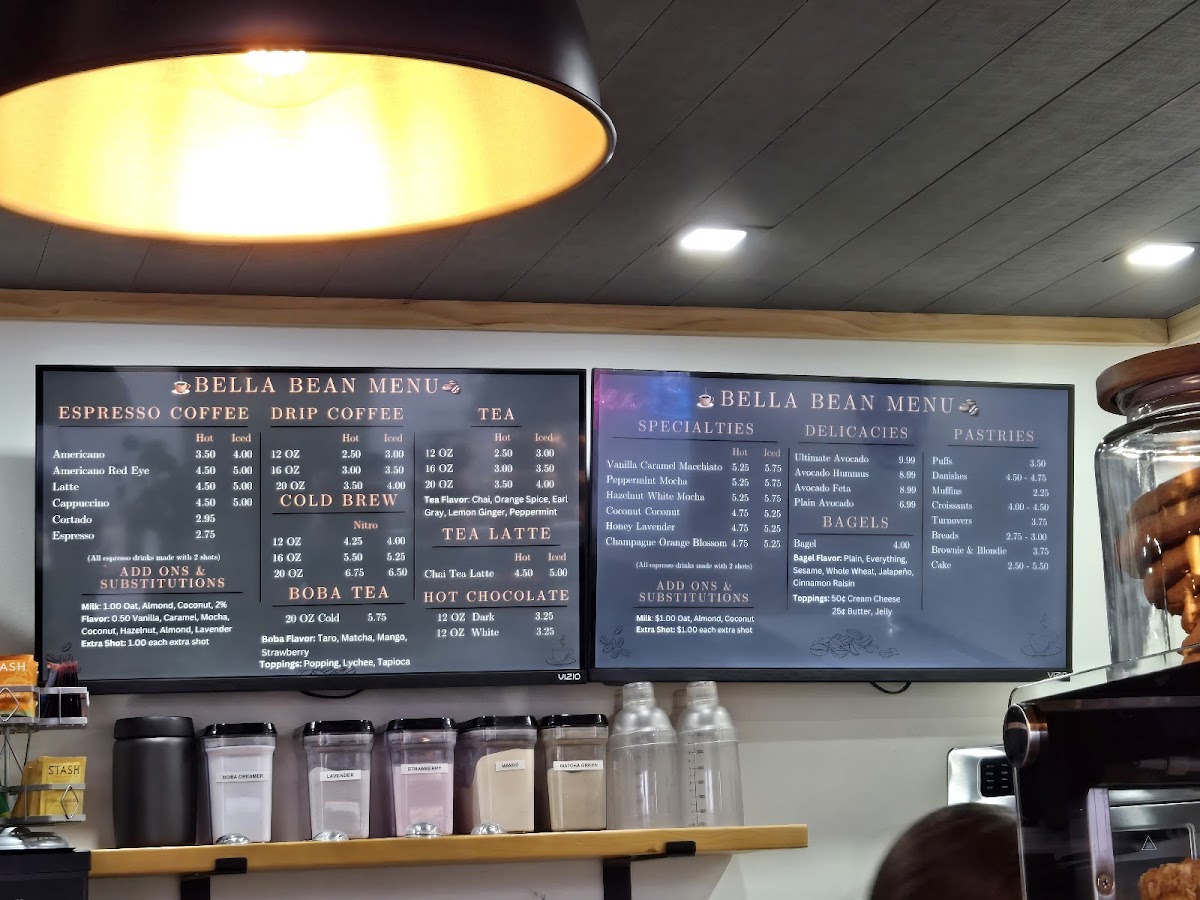 BELLA BEAN MENU
ESPRESSO COFFEE
Hot Iced
Americano 3.50 4.00
Americano Red Eye 4.50 5.00
Latte 4.50 5.00
Cappuccino 4.50 5.00
Cortado 2.95
Espresso 2.75
(All espresso drinks made with 2 shots)
ADD ONS &
SUBSTITUTIONS
Milk: 1.00 Oat, Almond, Coconut, 2%
Flavor: 0.50 Vanilla, Caramel, Mocha,
Coconut, Hazelnut, Almond, Lavender
Extra Shot: 1.00 each extra shot
DRIP COFFEE
Hot Iced
12 OZ 2.50 3.00
16 OZ 3.00 3.50
20 OZ 3.50 4.00
COLD BREW
Nitro
12 OZ 4.25 4.00
16 OZ 5.50 5.25
20 OZ 6.75 6.50
BOBA TEA
20 OZ Cold 5.75
Boba Flavor: Taro, Matcha, Mango,
Strawberry
Toppings: Popping, Lychee, Tapioca
TEA
Hot Iced
12 OZ 2.50 3.00
16 OZ 3.00 3.50
20 OZ 3.50 4.00
Tea Flavor: Chai, Orange Spice, Earl
Gray, Lemon Ginger, Peppermint
TEA LATTE
Hot Iced
Chai Tea Latte 4.50 5.00
HOT CHOCOLATE
12 OZ Dark 3.25
12 OZ White 3.25
VIZIO
BELLA BEAN MENU
SPECIALTIES
Hot Iced
Vanilla Caramel Macchiato 5.25 5.75
Peppermint Mocha 5.25 5.75
Hazelnut White Mocha 5.25 5.75
Coconut Coconut 4.75 5.25
Honey Lavender 4.75 5.25
Champagne Orange Blossom 4.75 5.25
(All espresso drinks made with 2 shots)
ADD ONS &
SUBSTITUTIONS
Milk: $1.00 Oat, Almond, Coconut
Extra Shot: $1.00 each extra shot
DELICACIES
Ultimate Avocado 9.99
Avocado Hummus 8.99
Avocado Feta 8.99
Plain Avocado 6.99
BAGELS
Bagel 4.00
Bagel Flavor: Plain, Everything,
Sesame, Whole Wheat, Jalapeño,
Cinnamon Raisin
Toppings: 50¢ Cream Cheese
25¢ Butter, Jelly
PASTRIES
Puffs 3.50
Danishes 4.50 - 4.75
Muffins 2.25
Croissants 4.00 - 4.50
Turnovers 3.75
Breads 2.75 - 3.00
Brownie & Blondie 3.75
Cake 2.50 - 5.50
VIZIO
STASH
BOBA CREAMER
LAVENDER
STRAWBERRY
MANGO
MATCHA GREEN